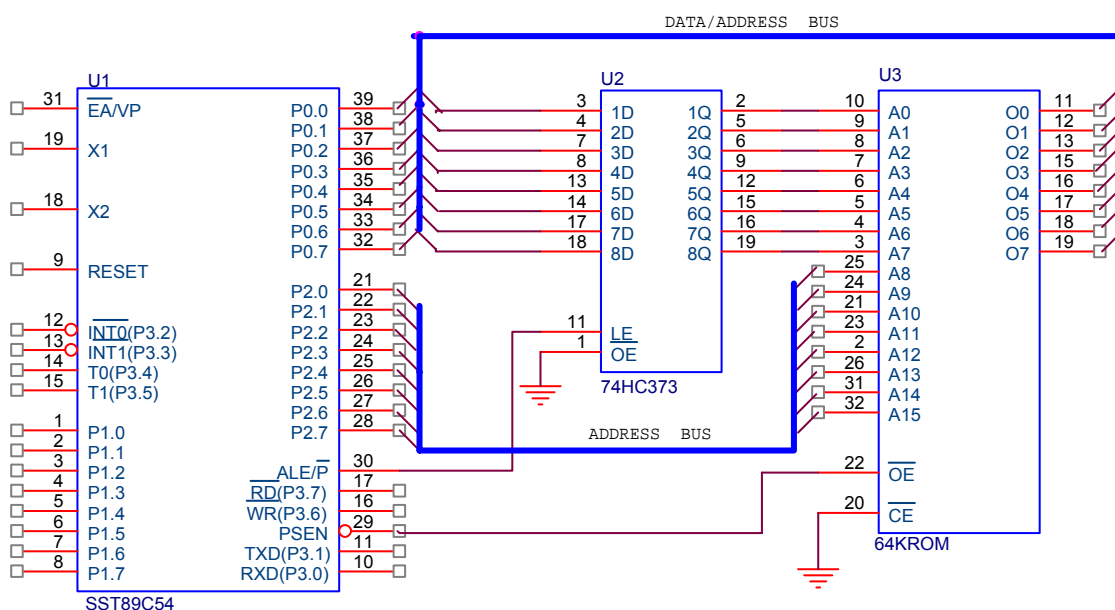 DATA/ADDRESS BUS
U1
31 EA/VP
19 X1
18 X2
9 RESET
12 INT0(P3.2)
13 INT1(P3.3)
14 T0(P3.4)
15 T1(P3.5)
1 P1.0
2 P1.1
3 P1.2
4 P1.3
5 P1.4
6 P1.5
7 P1.6
8 P1.7
P0.0 39
P0.1 38
P0.2 37
P0.3 36
P0.4 35
P0.5 34
P0.6 33
P0.7 32
P2.0 21
P2.1 22
P2.2 23
P2.3 24
P2.4 25
P2.5 26
P2.6 27
P2.7 28
ALE/P 30
RD(P3.7) 17
WR(P3.6) 16
PSEN 29
TXD(P3.1) 11
RXD(P3.0) 10
SST89C54
U2
3 1D 1Q 2
4 2D 2Q 5
7 3D 3Q 6
8 4D 4Q 9
13 5D 5Q 12
14 6D 6Q 15
17 7D 7Q 16
18 8D 8Q 19
11 LE
1 OE
74HC373
ADDRESS BUS
U3
10 A0 O0 11
9 A1 O1 12
8 A2 O2 13
7 A3 O3 15
6 A4 O4 16
5 A5 O5 17
4 A6 O6 18
3 A7 O7 19
25 A8
24 A9
21 A10
23 A11
2 A12
26 A13
31 A14
32 A15
22 OE
20 CE
64KROM